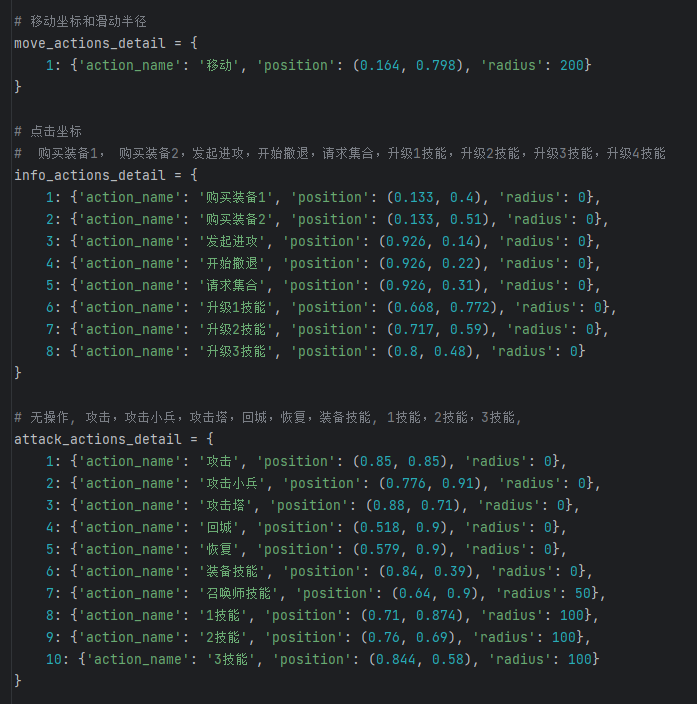 # 移动坐标和滑动半径
move_actions_detail = {
    1: {'action_name': '移动', 'position': (0.164, 0.798), 'radius': 200}
}
# 点击坐标
#  购买装备1， 购买装备2，发起进攻，开始撤退，请求集合，升级1技能，升级2技能，升级3技能，升级4技能
info_actions_detail = {
    1: {'action_name': '购买装备1', 'position': (0.133, 0.4), 'radius': 0},
    2: {'action_name': '购买装备2', 'position': (0.133, 0.51), 'radius': 0},
    3: {'action_name': '发起进攻', 'position': (0.926, 0.14), 'radius': 0},
    4: {'action_name': '开始撤退', 'position': (0.926, 0.22), 'radius': 0},
    5: {'action_name': '请求集合', 'position': (0.926, 0.31), 'radius': 0},
    6: {'action_name': '升级1技能', 'position': (0.668, 0.772), 'radius': 0},
    7: {'action_name': '升级2技能', 'position': (0.717, 0.59), 'radius': 0},
    8: {'action_name': '升级3技能', 'position': (0.8, 0.48), 'radius': 0}
}
# 无操作, 攻击，攻击小兵，攻击塔，回城，恢复，装备技能, 1技能，2技能，3技能,
attack_actions_detail = {
    1: {'action_name': '攻击', 'position': (0.85, 0.85), 'radius': 0},
    2: {'action_name': '攻击小兵', 'position': (0.776, 0.91), 'radius': 0},
    3: {'action_name': '攻击塔', 'position': (0.88, 0.71), 'radius': 0},
    4: {'action_name': '回城', 'position': (0.518, 0.9), 'radius': 0},
    5: {'action_name': '恢复', 'position': (0.579, 0.9), 'radius': 0},
    6: {'action_name': '装备技能', 'position': (0.84, 0.39), 'radius': 0},
    7: {'action_name': '召唤师技能', 'position': (0.64, 0.9), 'radius': 50},
    8: {'action_name': '1技能', 'position': (0.71, 0.874), 'radius': 100},
    9: {'action_name': '2技能', 'position': (0.76, 0.69), 'radius': 100},
    10: {'action_name': '3技能', 'position': (0.844, 0.58), 'radius': 100}
}